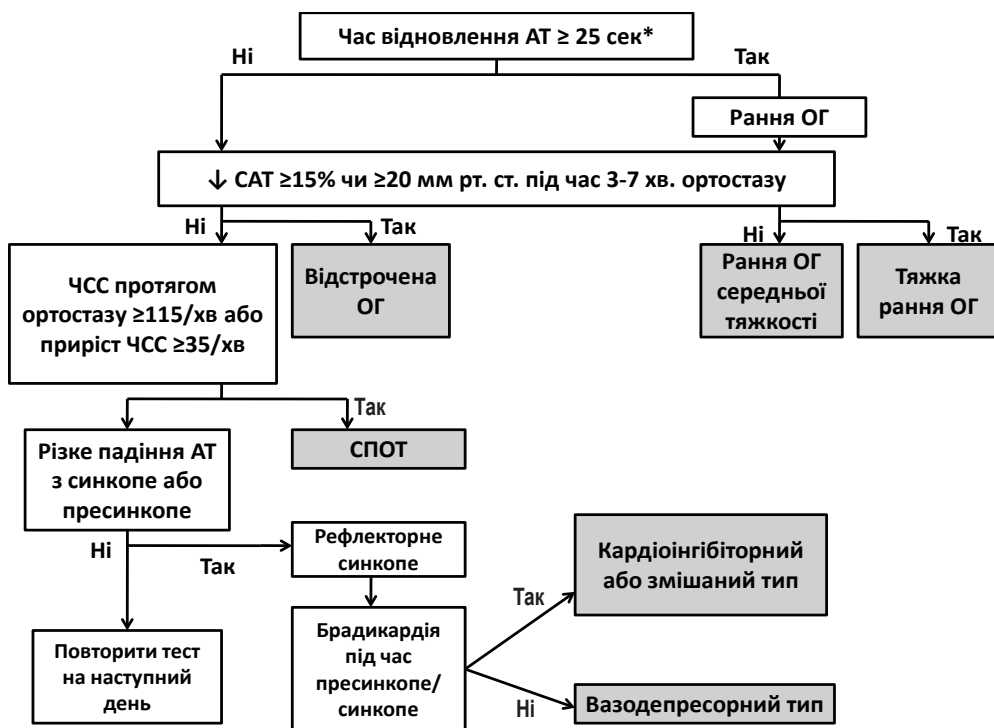 Час відновлення АТ ≥ 25 сек*
Ні
Так
Рання ОГ
↓ САТ ≥15% чи ≥20 мм рт. ст. під час 3-7 хв. ортостазу
Ні
Так
Ні
Так
ЧСС протягом
ортостазу ≥115/хв або
приріст ЧСС ≥35/хв
Відстрочена
ОГ
Рання ОГ
середньої
тяжкості
Тяжка
рання ОГ
Так
Різке падіння АТ
з синкопе або
пресинкопе
СПОТ
Ні
Так
Рефлекторне
синкопе
Кардіоінгібіторний
або змішаний тип
Так
Повторити тест
на наступний
день
Брадикардія
під час
пресинкопе/
синкопе
Ні
Вазодепресорний тип